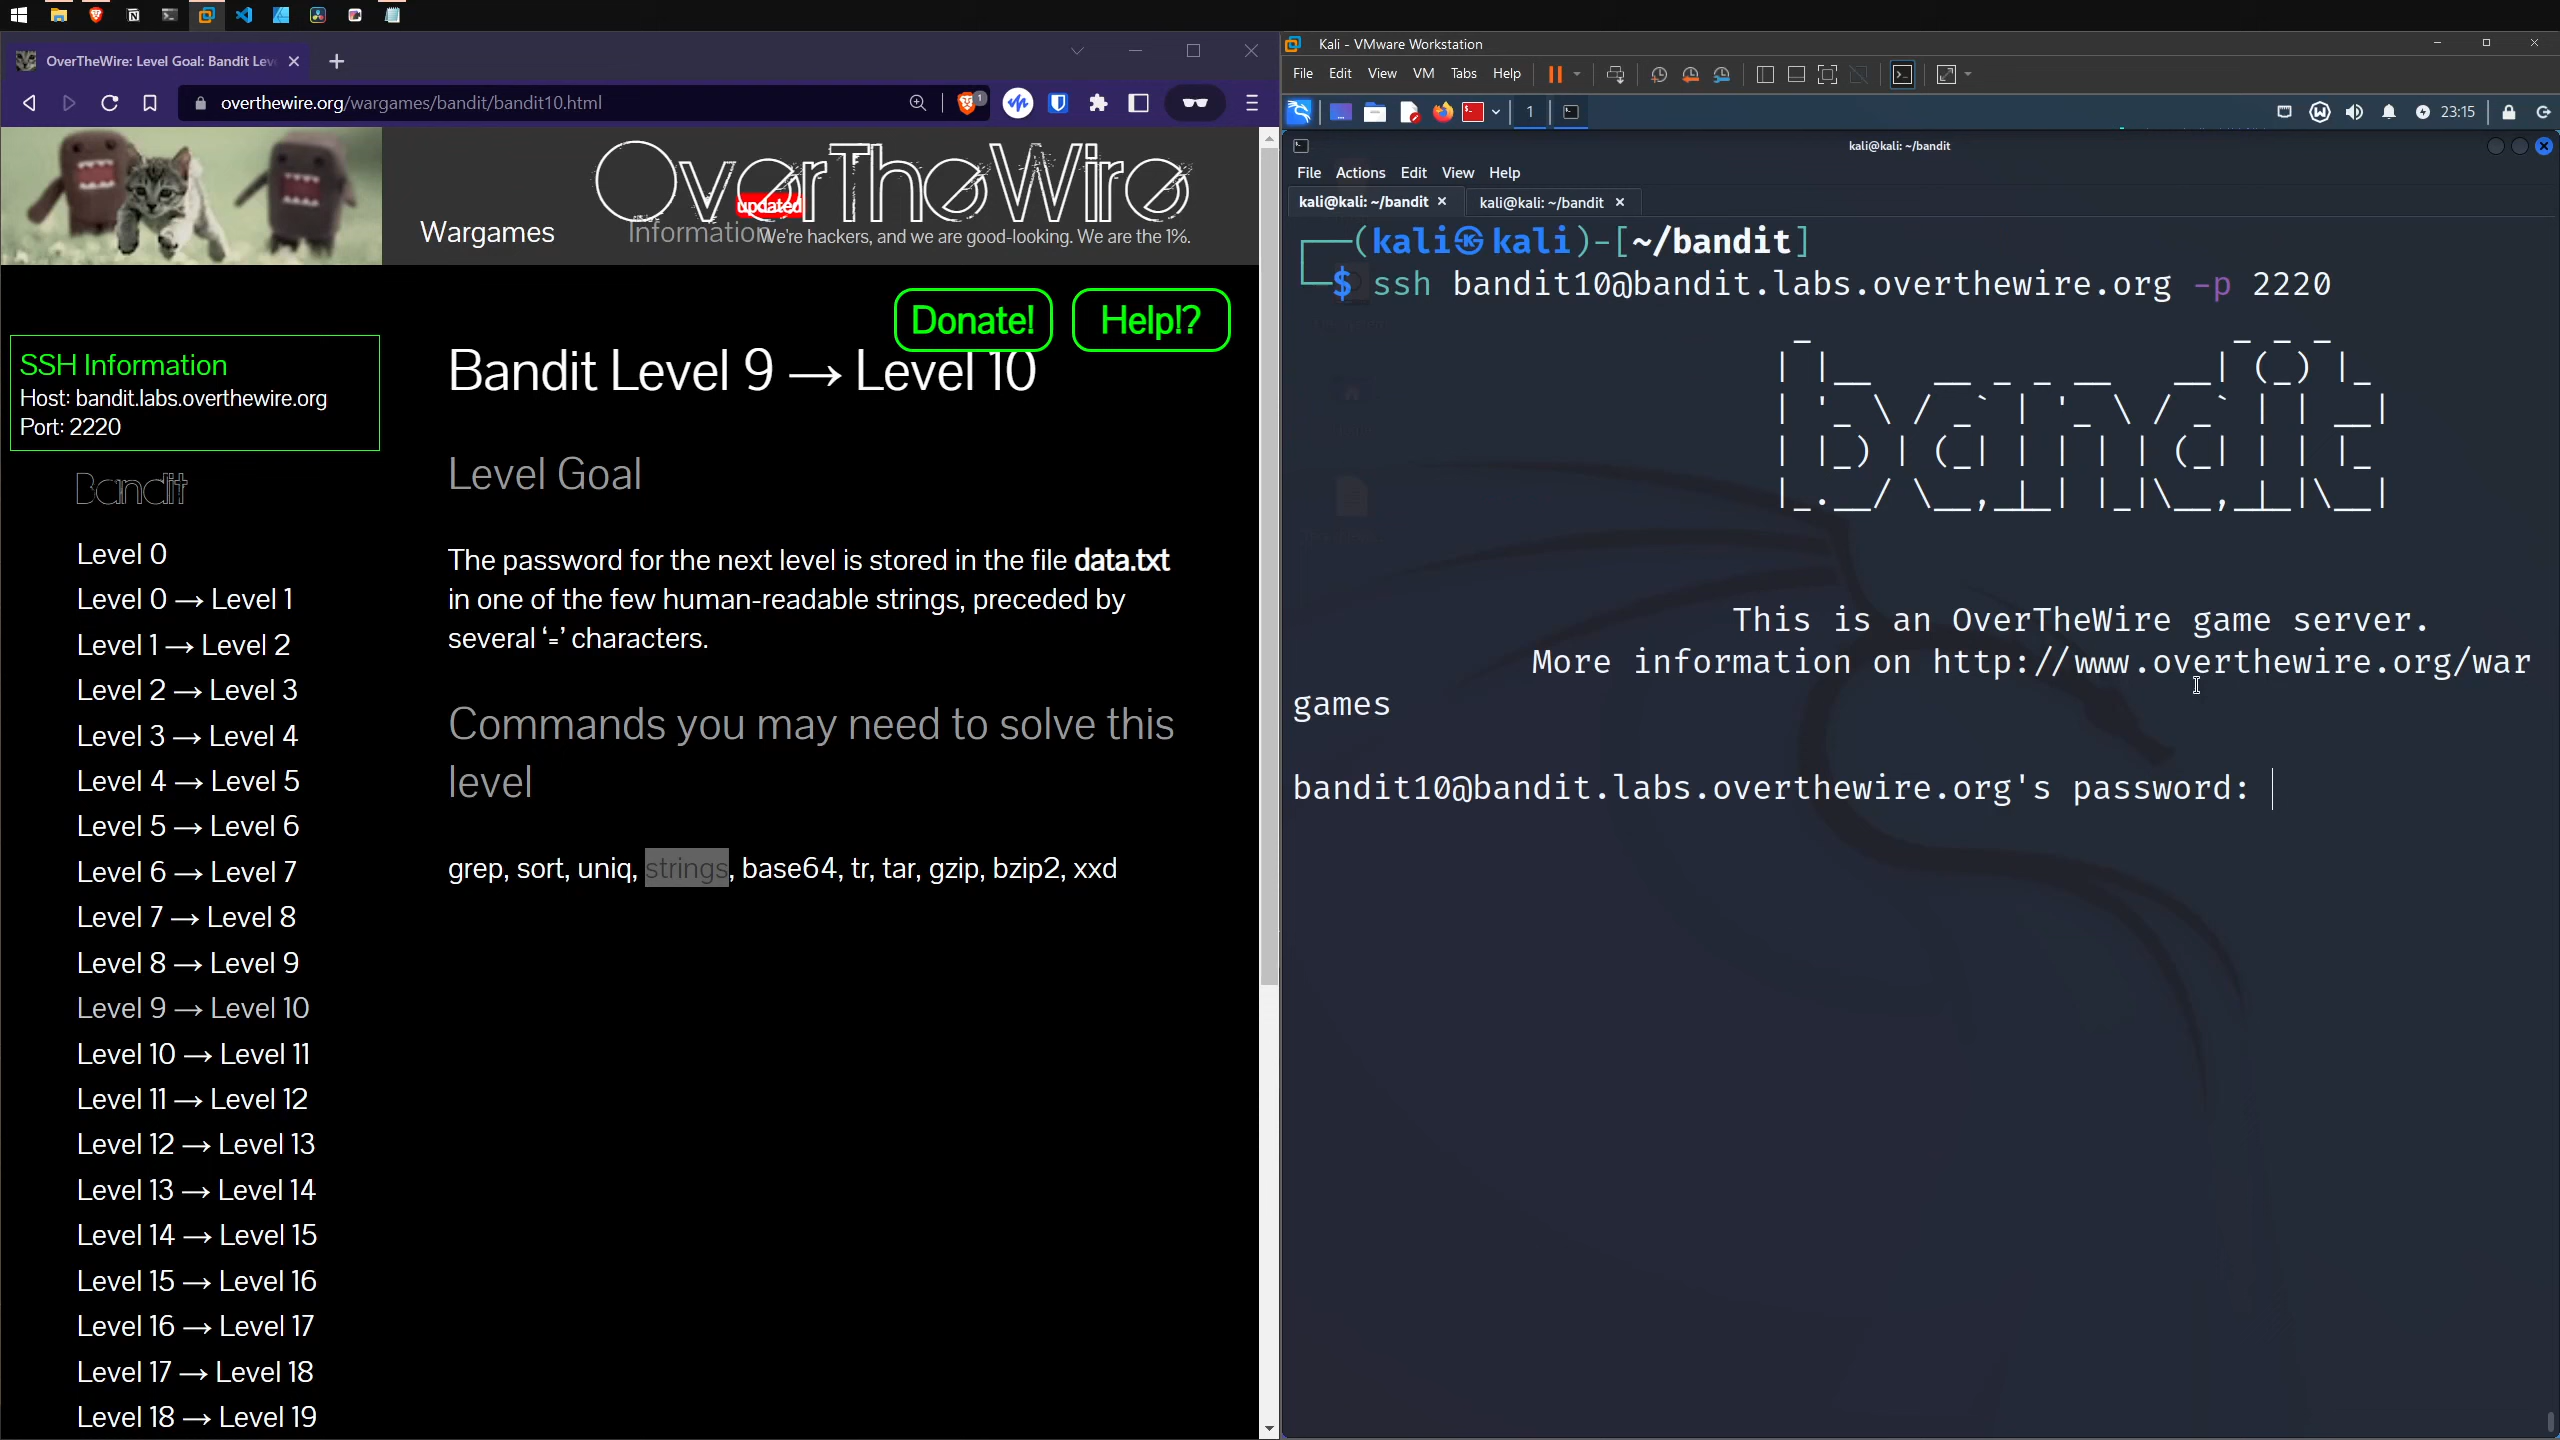 OverTheWire: Level Goal: Bandit Lev
overthewire.org/wargames/bandit/bandit10.html
1
OverTheWire
updated
Wargames
Information
We're hackers, and we are good-looking. We are the 1%.
Donate!
Help!?
SSH Information
Host: bandit.labs.overthewire.org
Port: 2220
Bandit
Level 0
Level 0 → Level 1
Level 1 → Level 2
Level 2 → Level 3
Level 3 → Level 4
Level 4 → Level 5
Level 5 → Level 6
Level 6 → Level 7
Level 7 → Level 8
Level 8 → Level 9
Level 9 → Level 10
Level 10 → Level 11
Level 11 → Level 12
Level 12 → Level 13
Level 13 → Level 14
Level 14 → Level 15
Level 15 → Level 16
Level 16 → Level 17
Level 17 → Level 18
Level 18 → Level 19
Bandit Level 9 → Level 10
Level Goal
The password for the next level is stored in the file data.txt
in one of the few human-readable strings, preceded by
several ‘=’ characters.
Commands you may need to solve this
level
grep, sort, uniq, strings, base64, tr, tar, gzip, bzip2, xxd
Kali - VMware Workstation
File Edit View VM Tabs Help
1
23:15
kali@kali: ~/bandit
File Actions Edit View Help
kali@kali: ~/bandit
kali@kali: ~/bandit
(kali㉿kali)-[~/bandit]
$ ssh bandit10@bandit.labs.overthewire.org -p 2220
bandit
This is an OverTheWire game server.
More information on http://www.overthewire.org/war
games
bandit10@bandit.labs.overthewire.org's password: